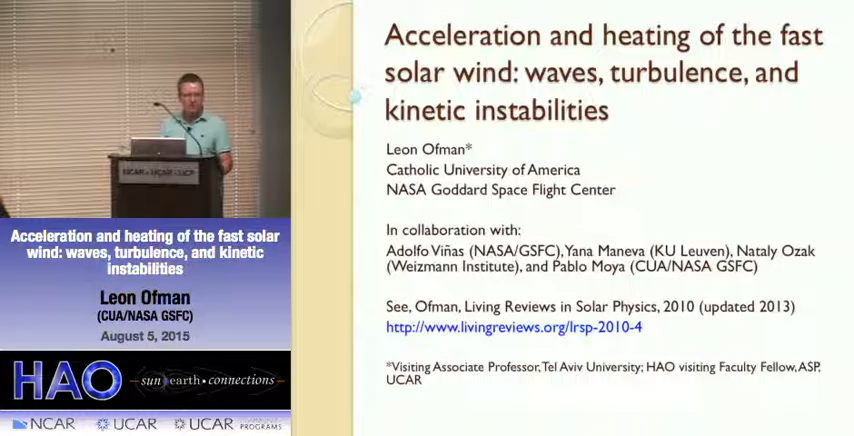 NCAR • UCAR • UCP
Acceleration and heating of the fast solar
wind: waves, turbulence, and kinetic
instabilities
Leon Ofman
(CUA/NASA GSFC)
August 5, 2015
HAO
sun earth • connections
NCAR UCAR UCAR COMMUNITY PROGRAMS
Acceleration and heating of the fast
solar wind: waves, turbulence, and
kinetic instabilities
Leon Ofman*
Catholic University of America
NASA Goddard Space Flight Center
In collaboration with:
Adolfo Viñas (NASA/GSFC), Yana Maneva (KU Leuven), Nataly Ozak
(Weizmann Institute), and Pablo Moya (CUA/NASA GSFC)
See, Ofman, Living Reviews in Solar Physics, 2010 (updated 2013)
http://www.livingreviews.org/lrsp-2010-4
*Visiting Associate Professor, Tel Aviv University; HAO visiting Faculty Fellow, ASP,
UCAR